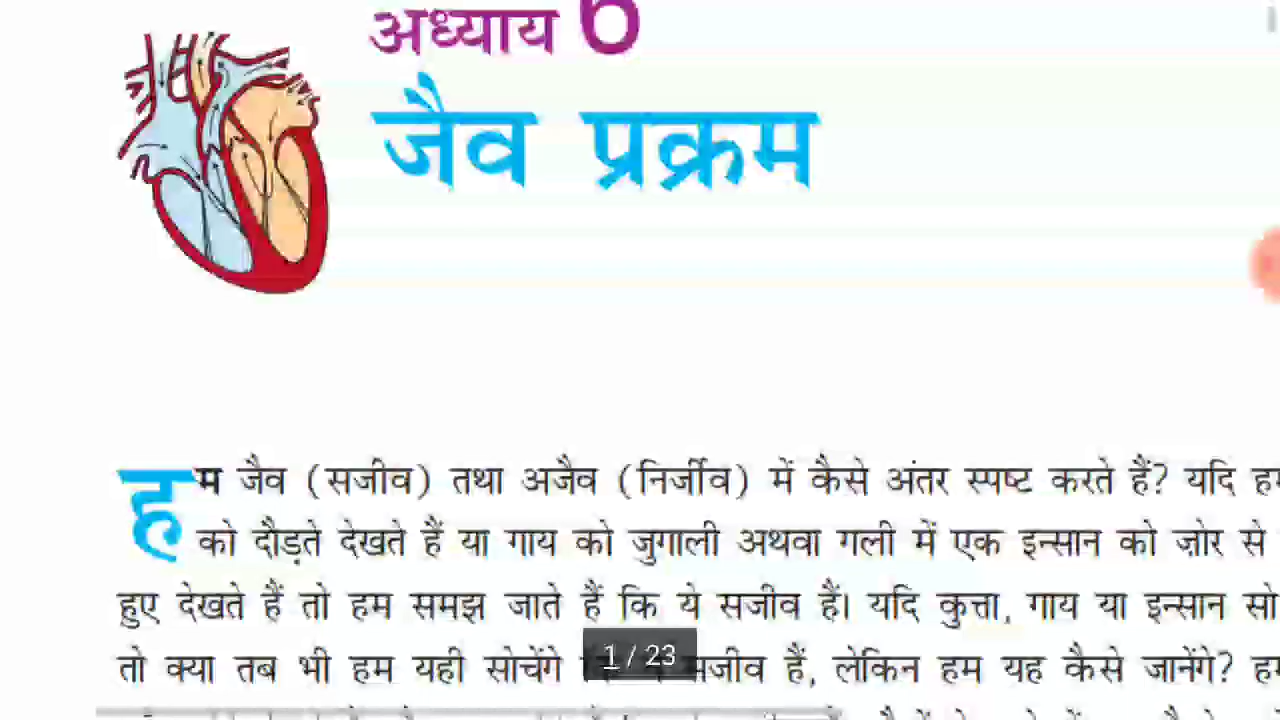 अध्याय 6
जैव प्रक्रम
हम जैव (सजीव) तथा अजैव (निर्जीव) में कैसे अंतर स्पष्ट करते हैं? यदि हम
को दौड़ते देखते हैं या गाय को जुगाली अथवा गली में एक इन्सान को ज़ोर से
हुए देखते हैं तो हम समझ जाते हैं कि ये सजीव हैं। यदि कुत्ता, गाय या इन्सान सो
तो क्या तब भी हम यही सोचेंगे सजीव हैं, लेकिन हम यह कैसे जानेंगे? हम
1 / 23